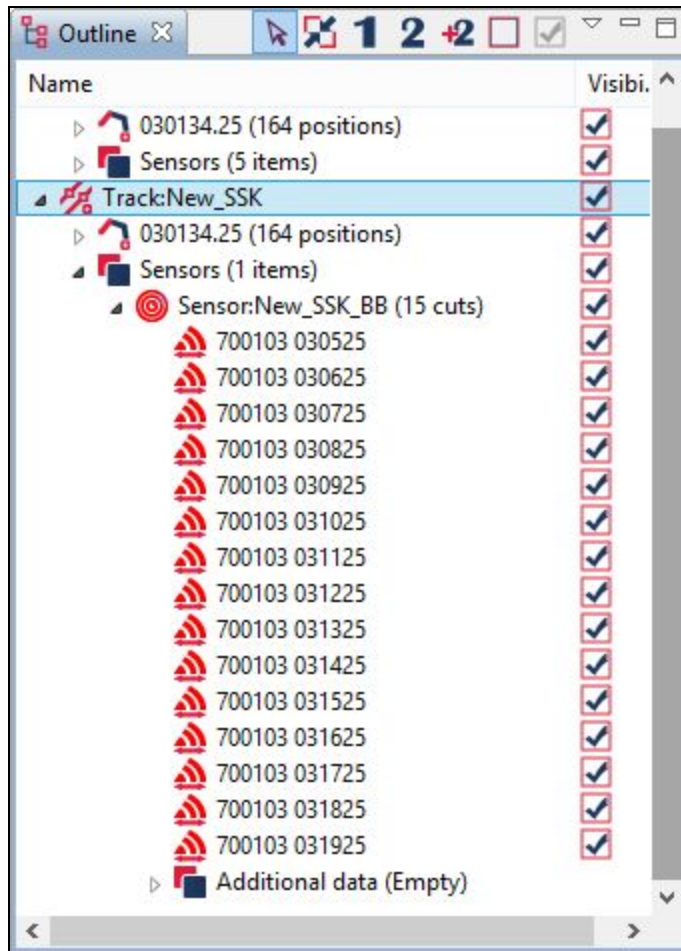 Outline
1 2 +2
Name Visibi.
030134.25 (164 positions)
Sensors (5 items)
Track:New_SSK
030134.25 (164 positions)
Sensors (1 items)
Sensor:New_SSK_BB (15 cuts)
700103 030525
700103 030625
700103 030725
700103 030825
700103 030925
700103 031025
700103 031125
700103 031225
700103 031325
700103 031425
700103 031525
700103 031625
700103 031725
700103 031825
700103 031925
Additional data (Empty)